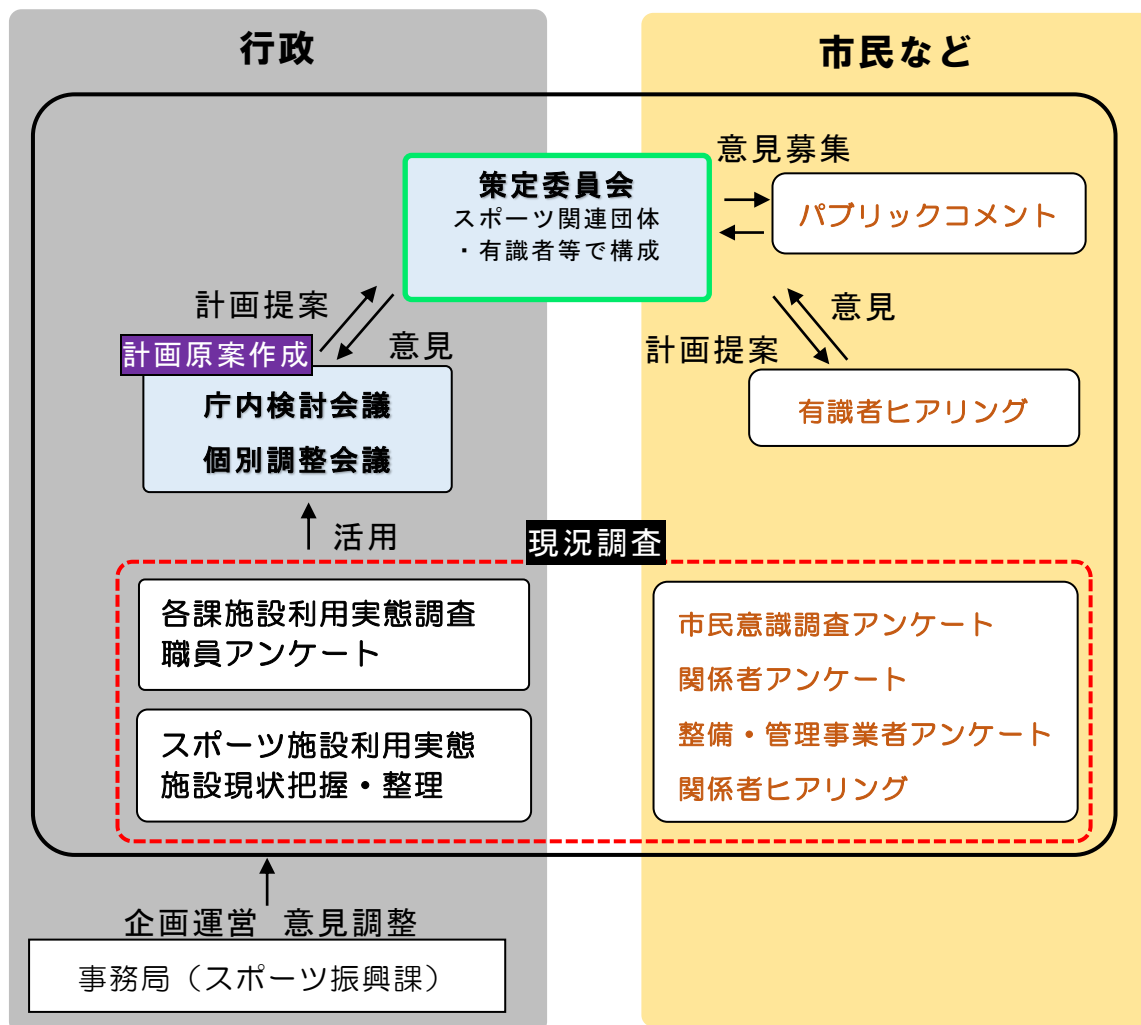 行政
市民など
策定委員会
スポーツ関連団体
・有識者等で構成
意見募集
パブリックコメント
計画提案
意見
計画原案作成
庁内検討会議
個別調整会議
計画提案
意見
有識者ヒアリング
活用
現況調査
各課施設利用実態調査
職員アンケート
スポーツ施設利用実態
施設現状把握・整理
市民意識調査アンケート
関係者アンケート
整備・管理事業者アンケート
関係者ヒアリング
企画運営 意見調整
事務局（スポーツ振興課）